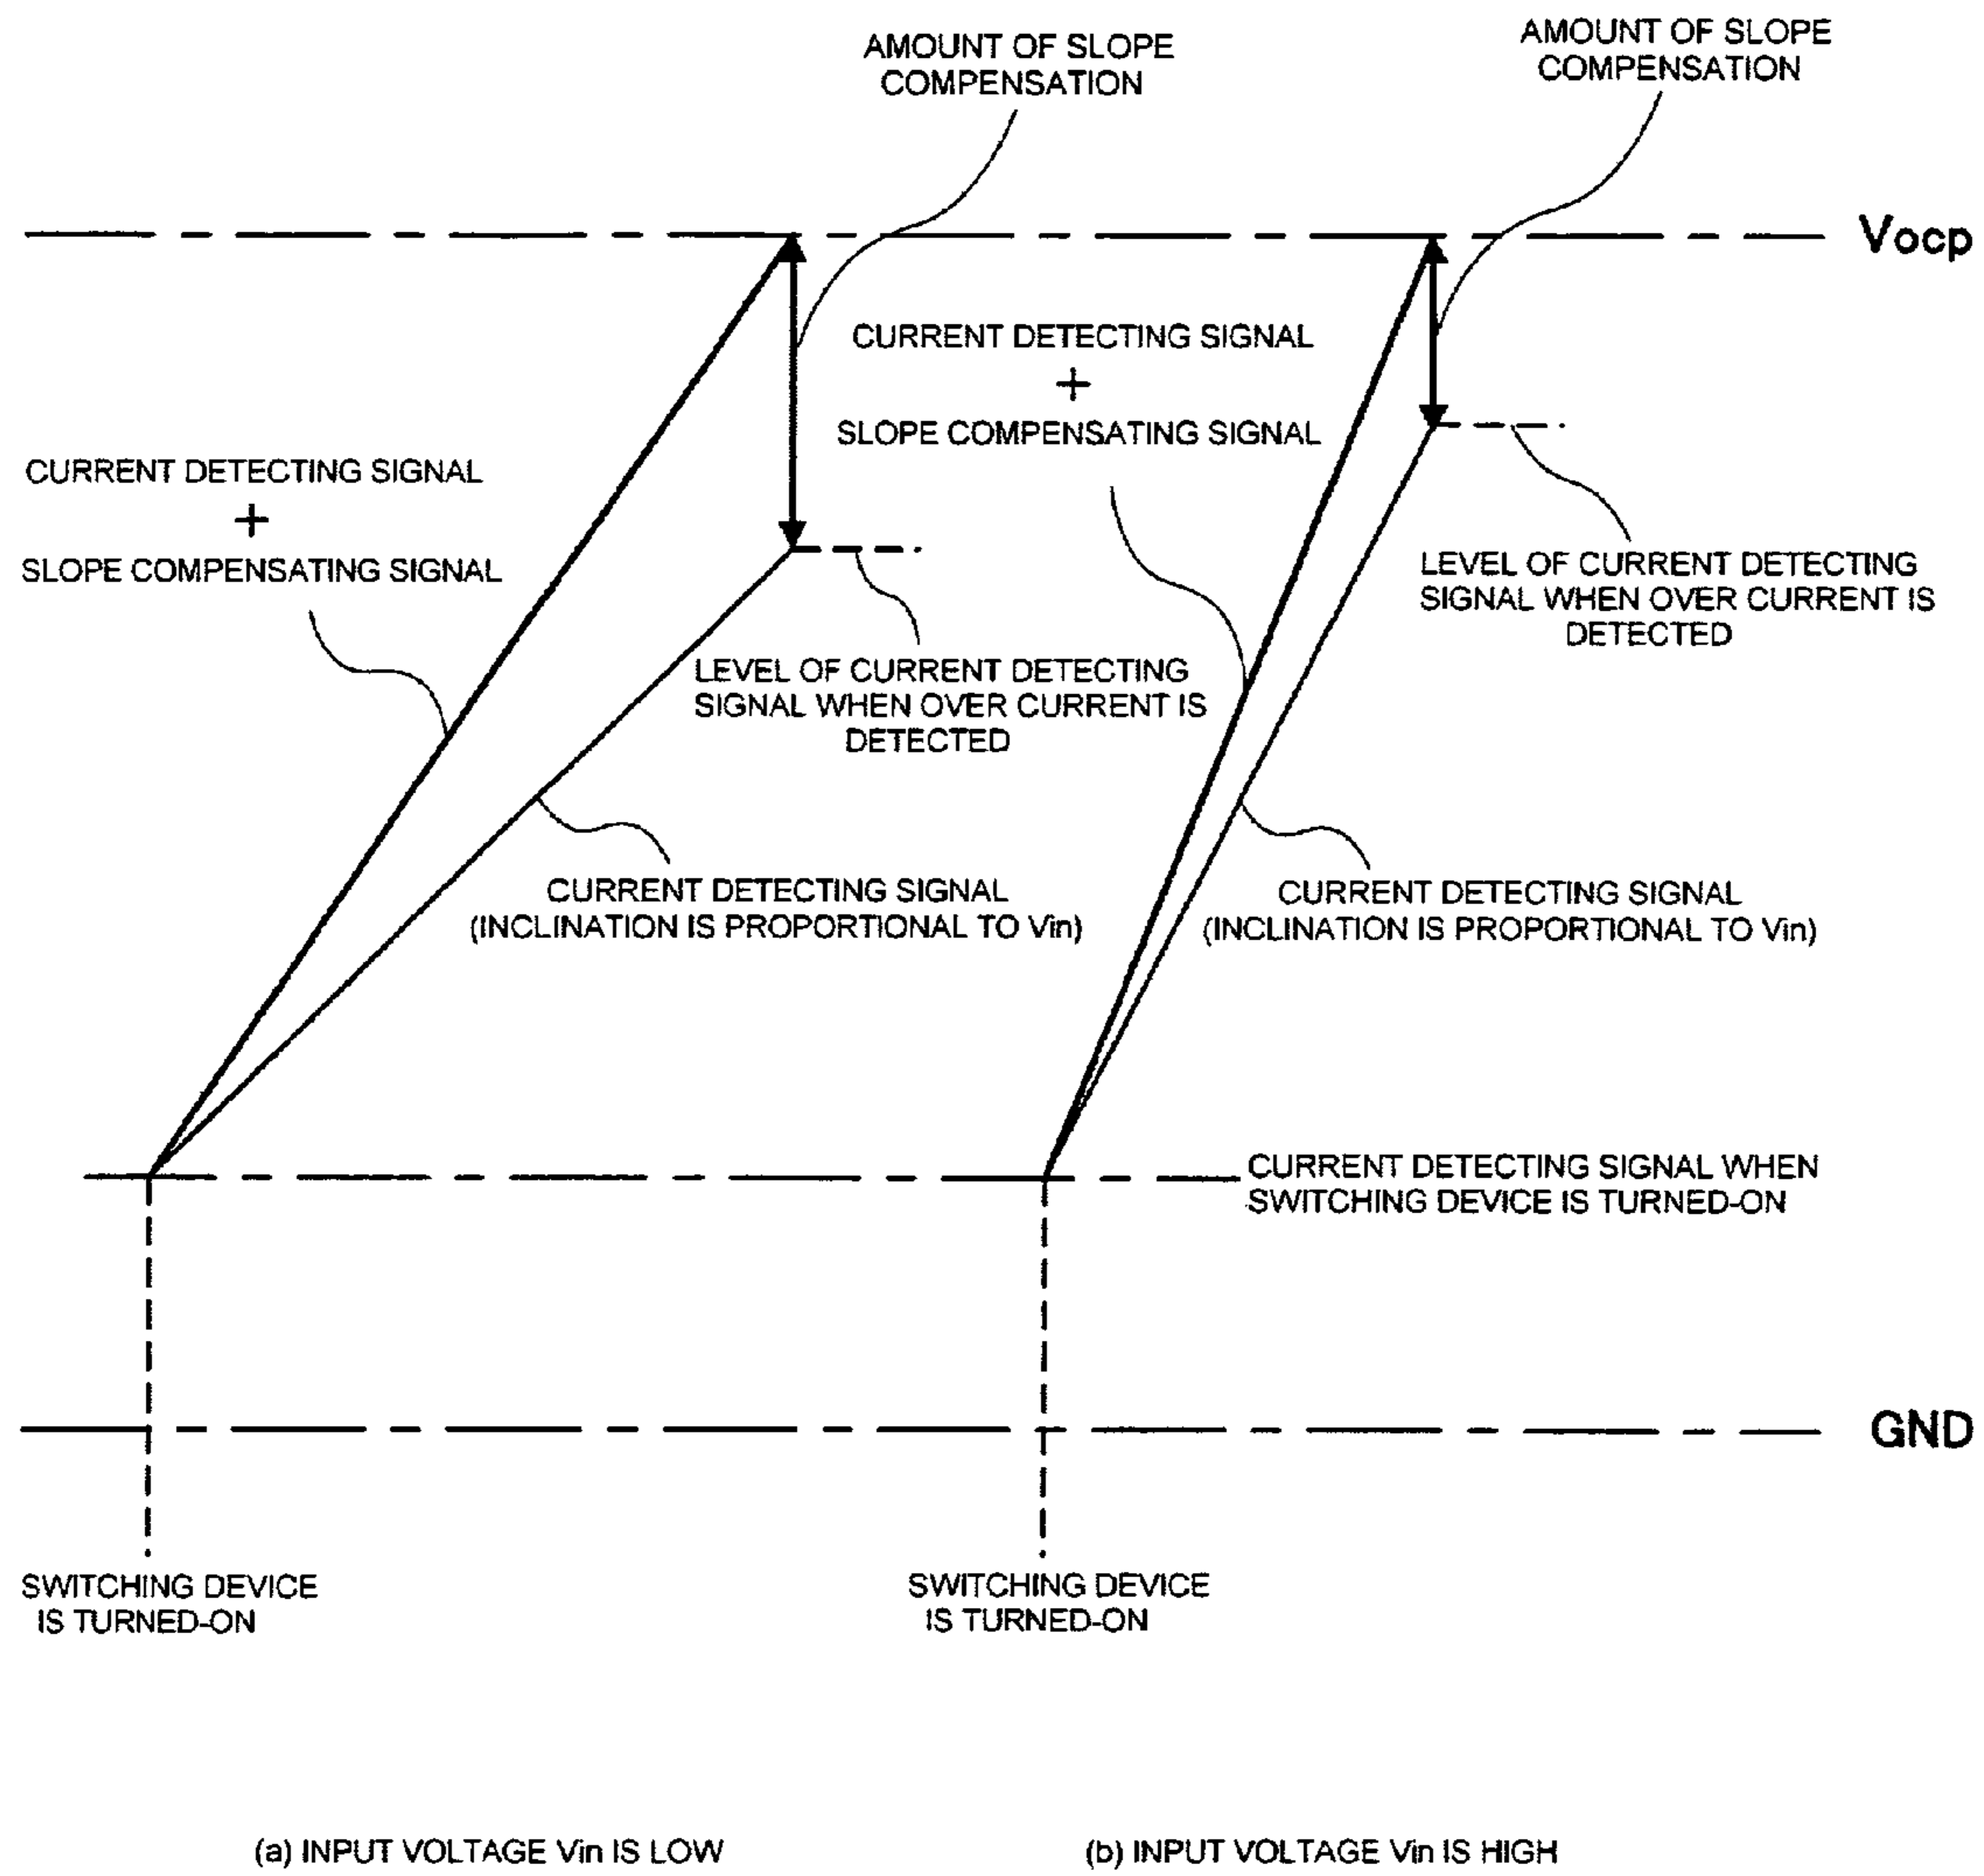 AMOUNT OF SLOPE
COMPENSATION
AMOUNT OF SLOPE
COMPENSATION
Vocp
CURRENT DETECTING SIGNAL
+
SLOPE COMPENSATING SIGNAL
CURRENT DETECTING SIGNAL
+
SLOPE COMPENSATING SIGNAL
LEVEL OF CURRENT DETECTING
SIGNAL WHEN OVER CURRENT IS
DETECTED
LEVEL OF CURRENT DETECTING
SIGNAL WHEN OVER CURRENT IS
DETECTED
CURRENT DETECTING SIGNAL
(INCLINATION IS PROPORTIONAL TO Vin)
CURRENT DETECTING SIGNAL
(INCLINATION IS PROPORTIONAL TO Vin)
CURRENT DETECTING SIGNAL WHEN
SWITCHING DEVICE IS TURNED-ON
GND
SWITCHING DEVICE
IS TURNED-ON
SWITCHING DEVICE
IS TURNED-ON
(a) INPUT VOLTAGE Vin IS LOW
(b) INPUT VOLTAGE Vin IS HIGH